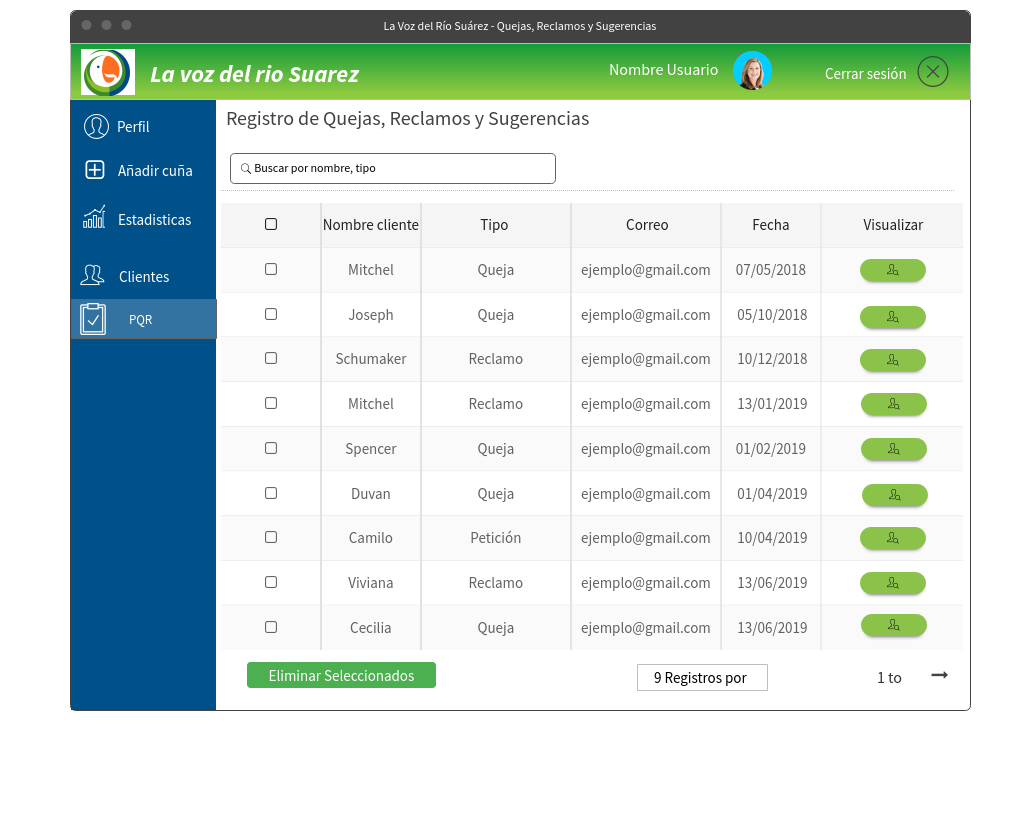 La Voz del Río Suárez - Quejas, Reclamos y Sugerencias
La voz del rio Suarez
Nombre Usuario
Cerrar sesión
Perfil
Añadir cuña
Estadisticas
Clientes
PQR
Registro de Quejas, Reclamos y Sugerencias
Buscar por nombre, tipo
Nombre cliente Tipo Correo Fecha Visualizar
Mitchel Queja ejemplo@gmail.com 07/05/2018
Joseph Queja ejemplo@gmail.com 05/10/2018
Schumaker Reclamo ejemplo@gmail.com 10/12/2018
Mitchel Reclamo ejemplo@gmail.com 13/01/2019
Spencer Queja ejemplo@gmail.com 01/02/2019
Duvan Queja ejemplo@gmail.com 01/04/2019
Camilo Petición ejemplo@gmail.com 10/04/2019
Viviana Reclamo ejemplo@gmail.com 13/06/2019
Cecilia Queja ejemplo@gmail.com 13/06/2019
Eliminar Seleccionados
9 Registros por
1 to